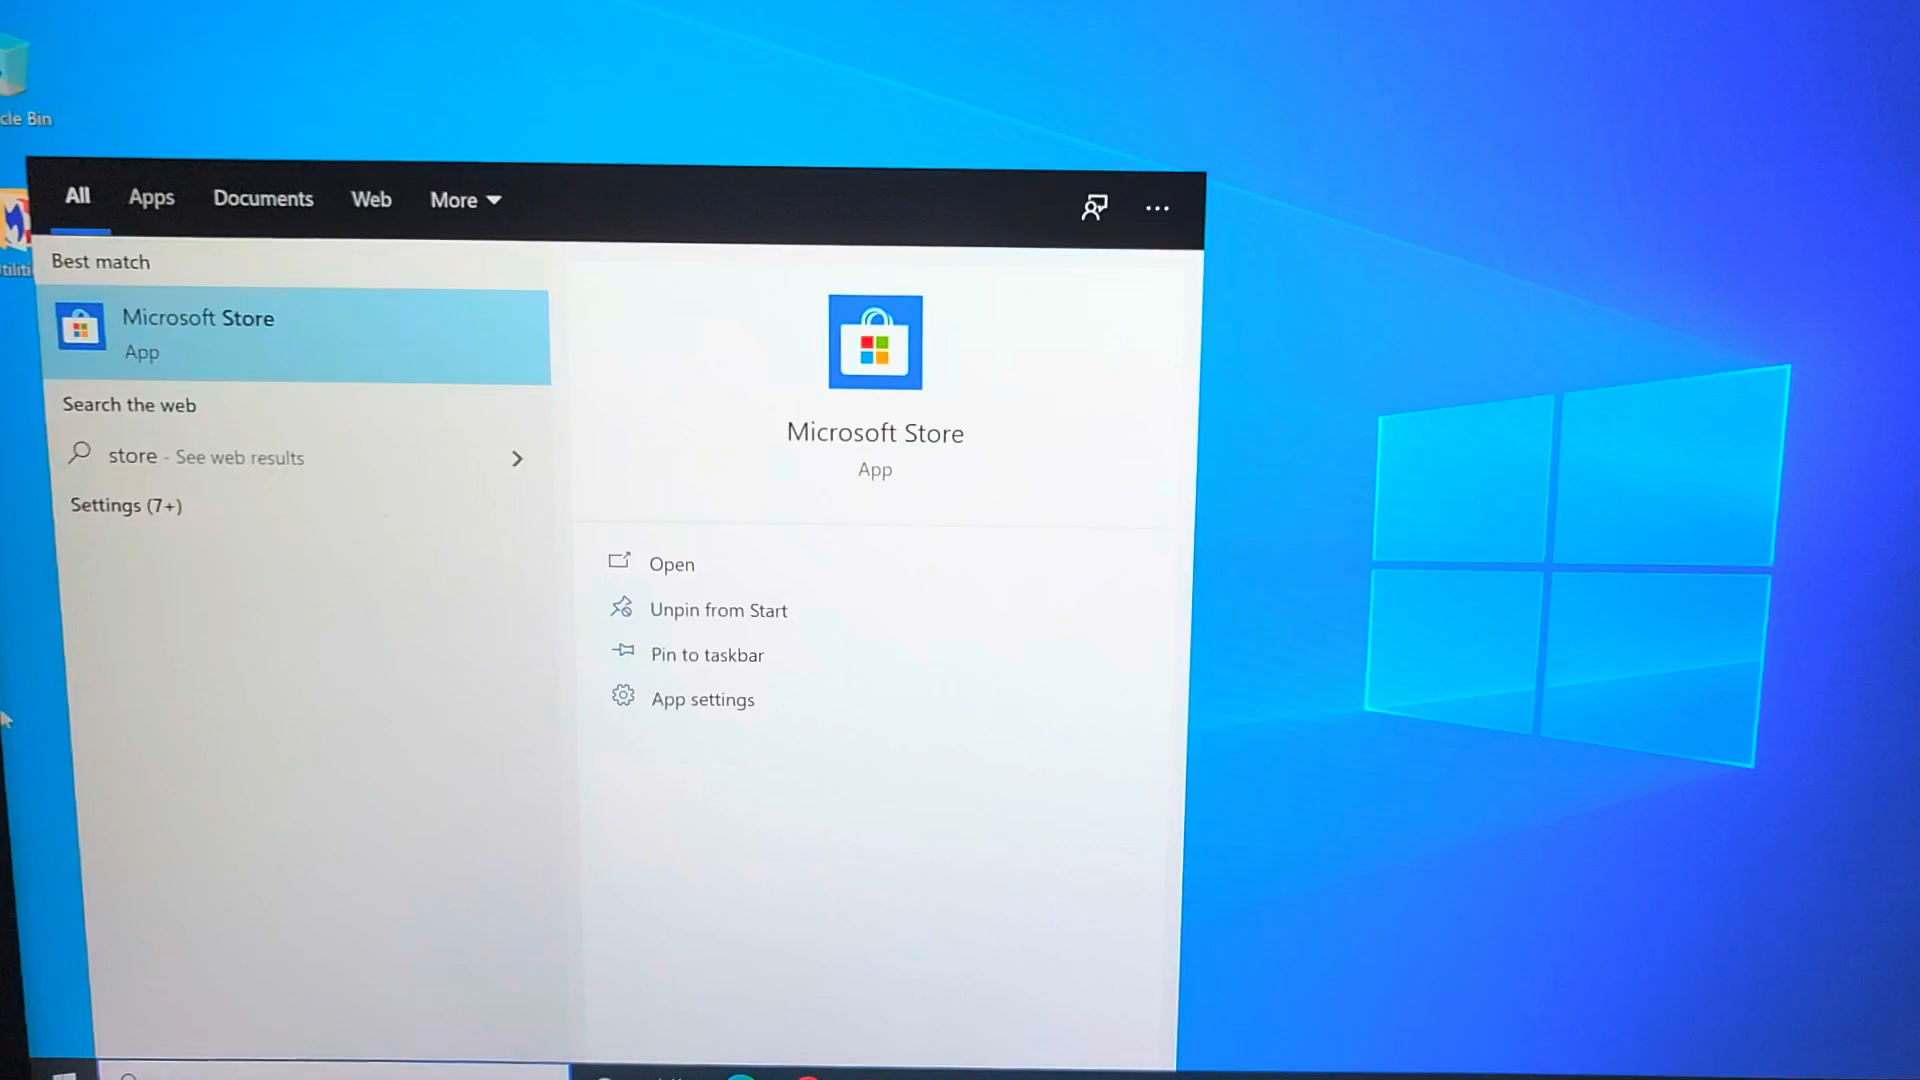 cle Bin
All Apps Documents Web More
Best match
Microsoft Store
App
Search the web
store - See web results
Settings (7+)
Microsoft Store
App
Open
Unpin from Start
Pin to taskbar
App settings
tiliti